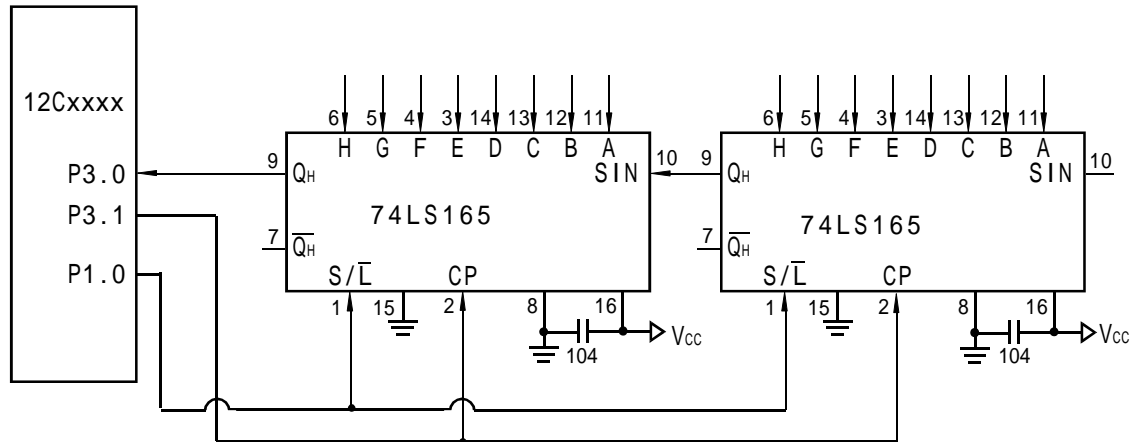 12Cxxxx
P3.0
P3.1
P1.0
6 5 4 3 14 13 12 11
H G F E D C B A
9 QH SIN 10
74LS165
7 Q̅H
S/L̅ CP
1 15 2 8 16
104
Vcc
6 5 4 3 14 13 12 11
H G F E D C B A
9 QH SIN 10
74LS165
7 Q̅H
S/L̅ CP
1 15 2 8 16
104
Vcc